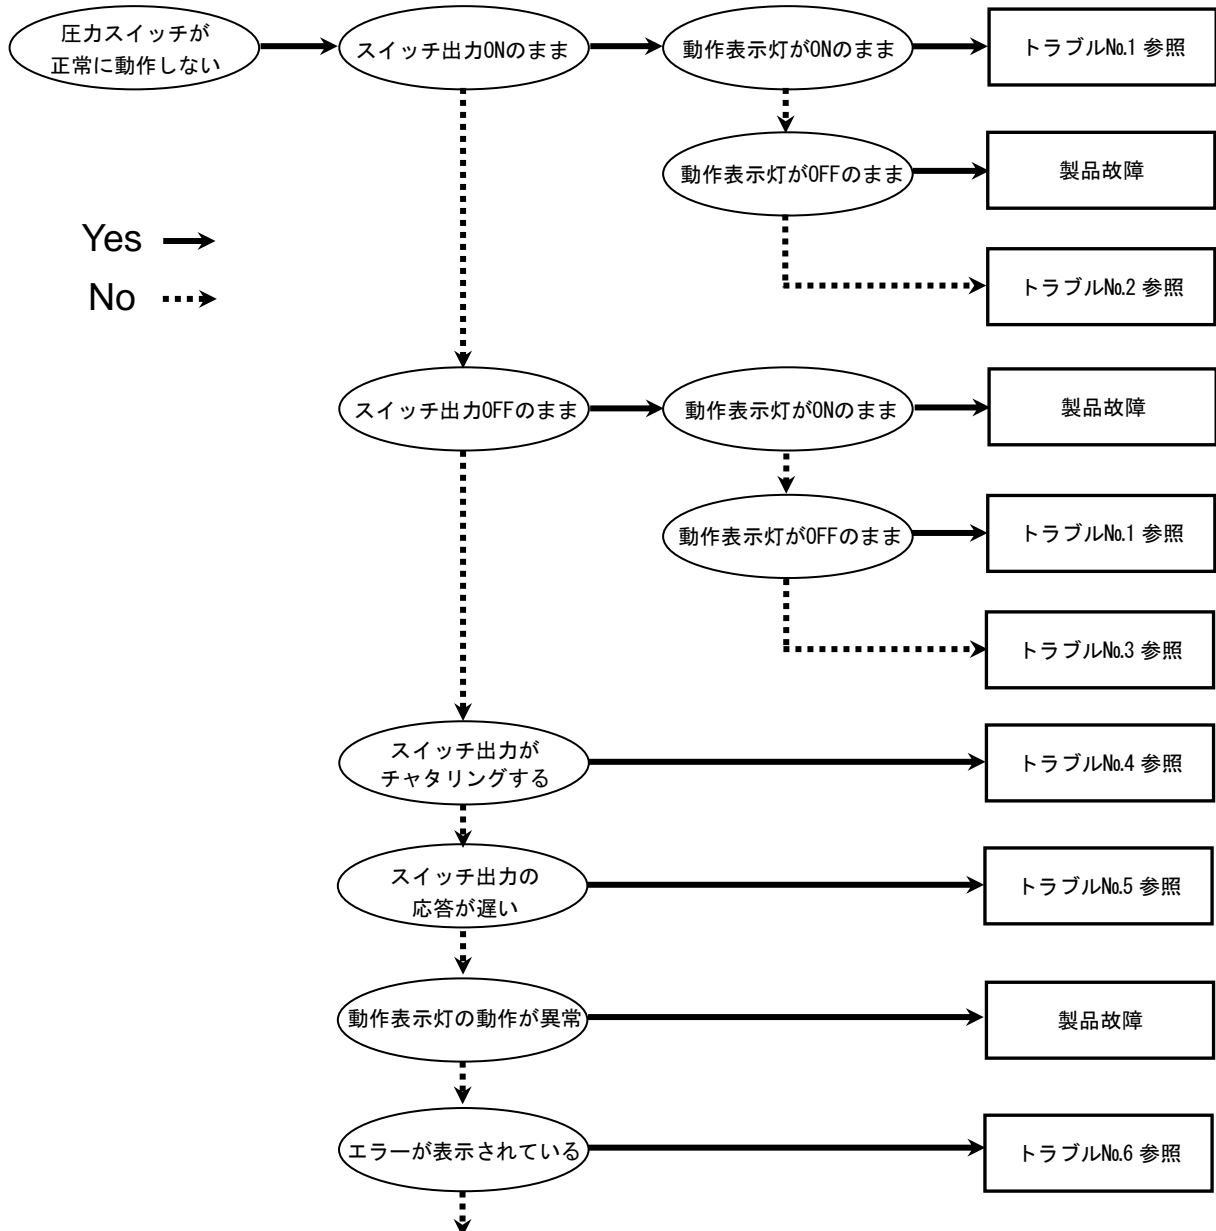 圧力スイッチが
正常に動作しない
スイッチ出力ONのまま
動作表示灯がONのまま
トラブル№1 参照
動作表示灯がOFFのまま
製品故障
Yes
No
トラブル№2 参照
スイッチ出力OFFのまま
動作表示灯がONのまま
製品故障
動作表示灯がOFFのまま
トラブル№1 参照
トラブル№3 参照
スイッチ出力が
チャタリングする
トラブル№4 参照
スイッチ出力の
応答が遅い
トラブル№5 参照
動作表示灯の動作が異常
製品故障
エラーが表示されている
トラブル№6 参照